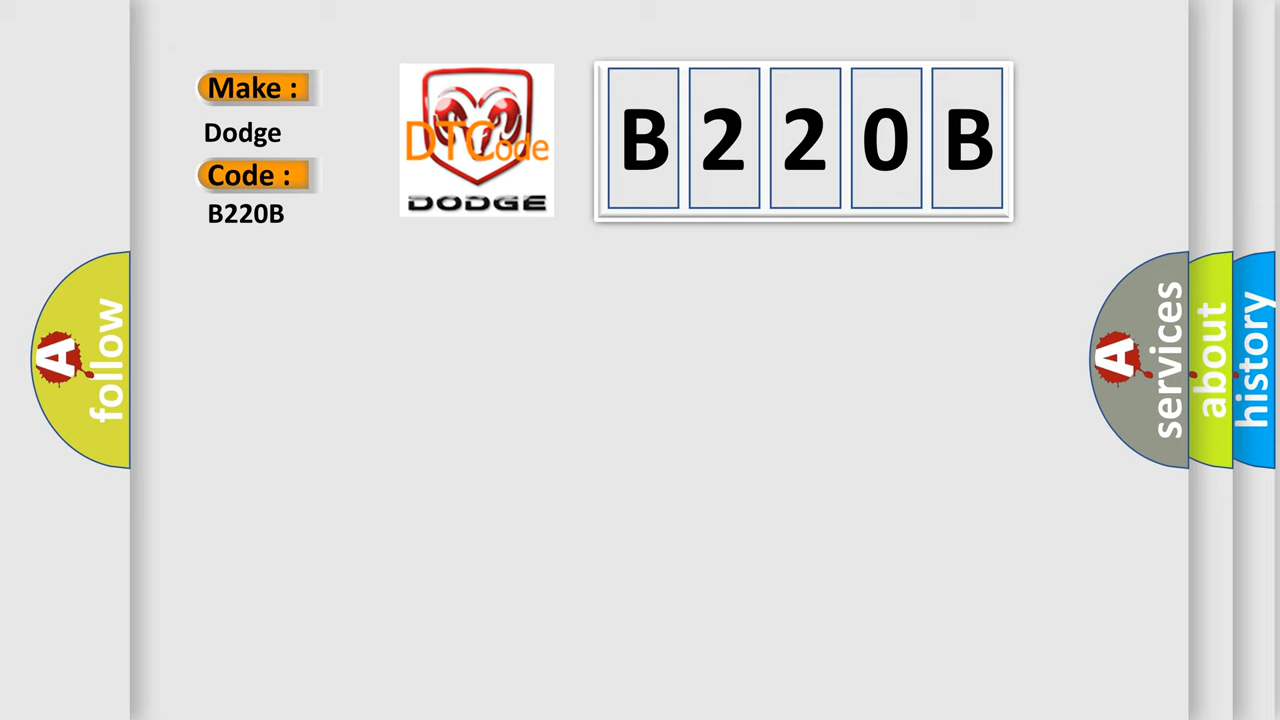 Make :
Dodge
Code :
B220B
DTCode
DODGE
B220B
A follow
A services
about
history